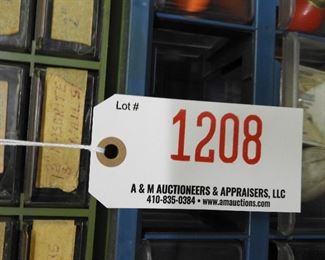 Lot #
1208
A & M AUCTIONEERS & APPRAISERS, LLC
410-835-0384 • www.amauctions.com